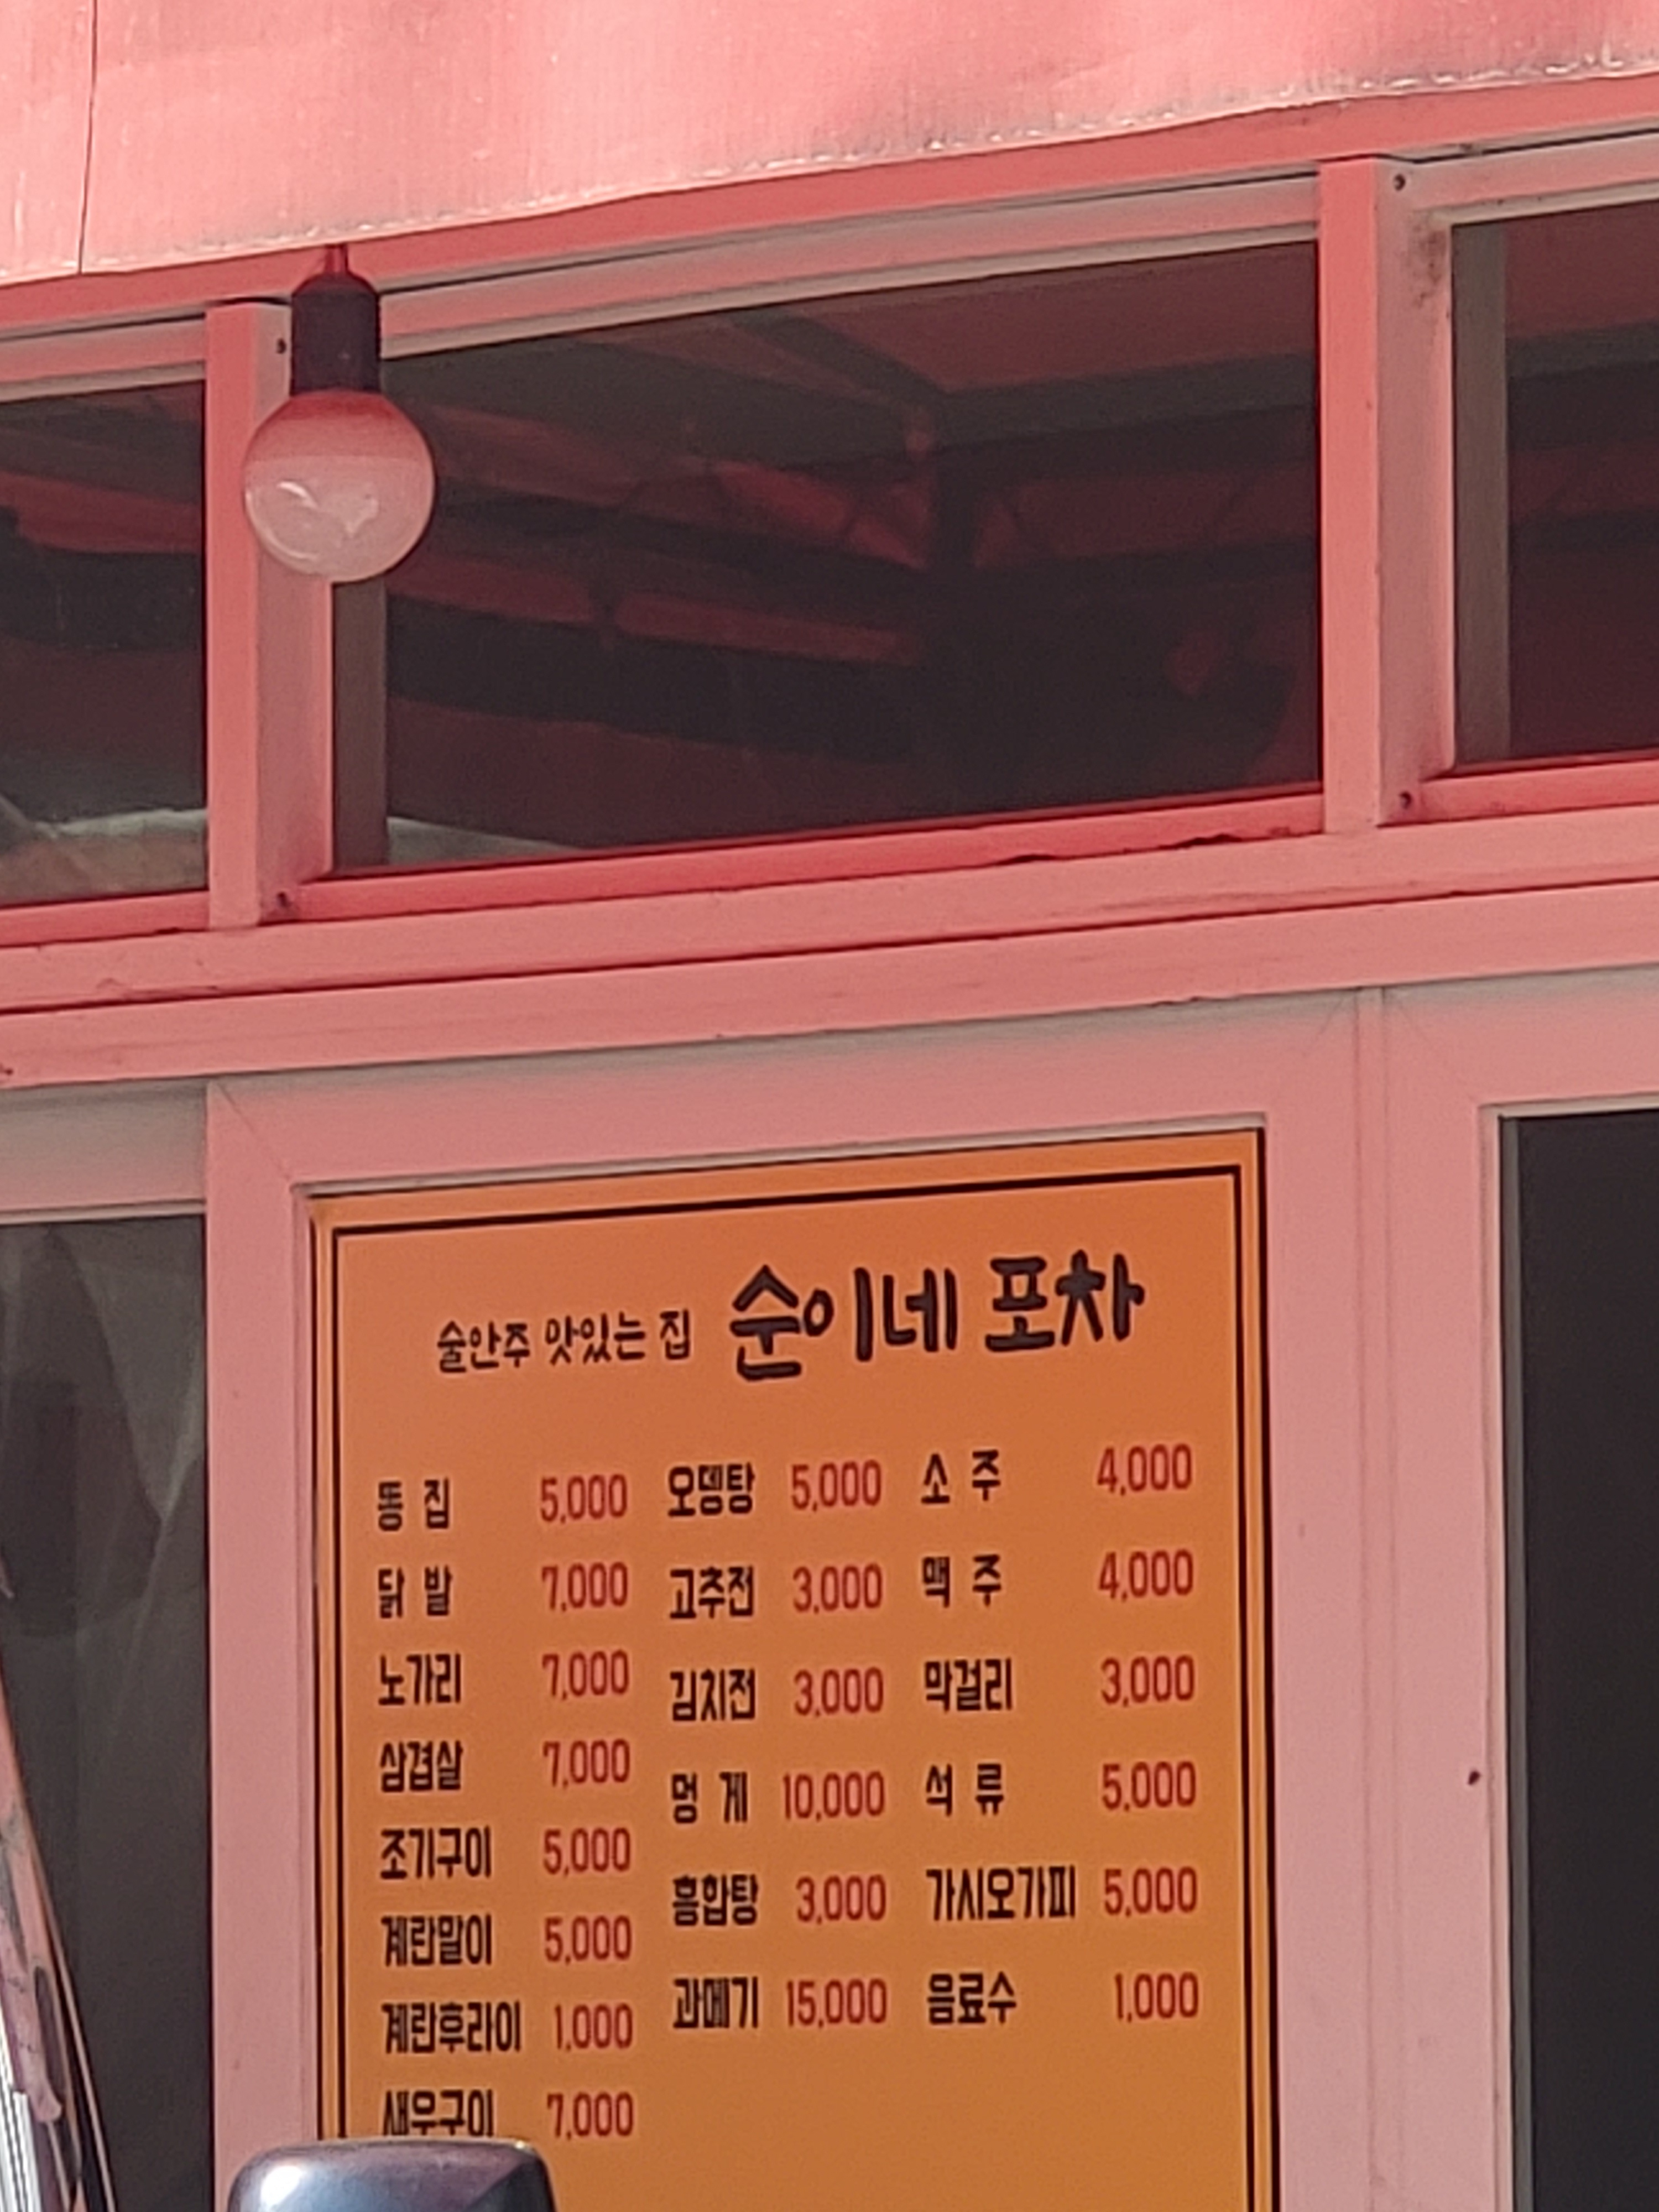 술안주 맛있는 집 순이네 포차
똥 집 5,000
닭 발 7,000
노가리 7,000
삼겹살 7,000
조기구이 5,000
계란말이 5,000
계란후라이 1,000
새우구이 7,000
오뎅탕 5,000
고추전 3,000
김치전 3,000
멍 게 10,000
홍합탕 3,000
과메기 15,000
소 주 4,000
맥 주 4,000
막걸리 3,000
석 류 5,000
가시오가피 5,000
음료수 1,000